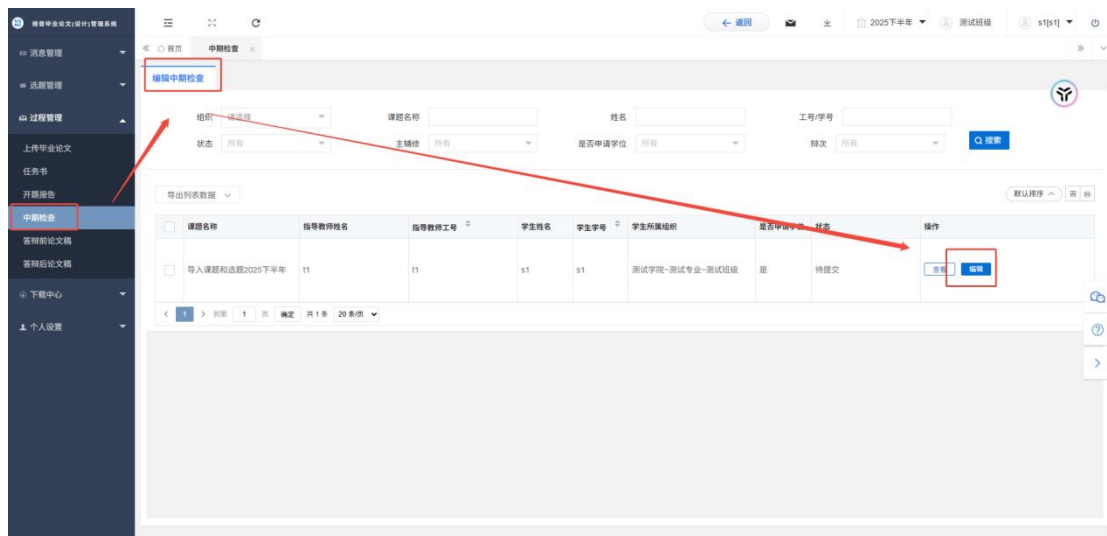 维普毕业论文(设计)管理系统
返回 2025下半年 测试班级 s1[s1]
消息管理
首页 中期检查
选题管理
编辑中期检查
过程管理
组织 请选择 课题名称 姓名 工号/学号
状态 所有 主辅修 所有 是否申请学位 所有 辩次 所有 搜索
上传毕业论文
任务书
开题报告
中期检查
答辩前论文稿
答辩后论文稿
下载中心
个人设置
导出列表数据 默认排序
课题名称 指导教师姓名 指导教师工号 学生姓名 学生学号 学生所属组织 是否申请学位 状态 操作
导入课题和选题2025下半年 t1 t1 s1 s1 测试学院~测试专业~测试班级 是 待提交 查看 编辑
1 到第 1 页 确定 共 1 条 20 条/页